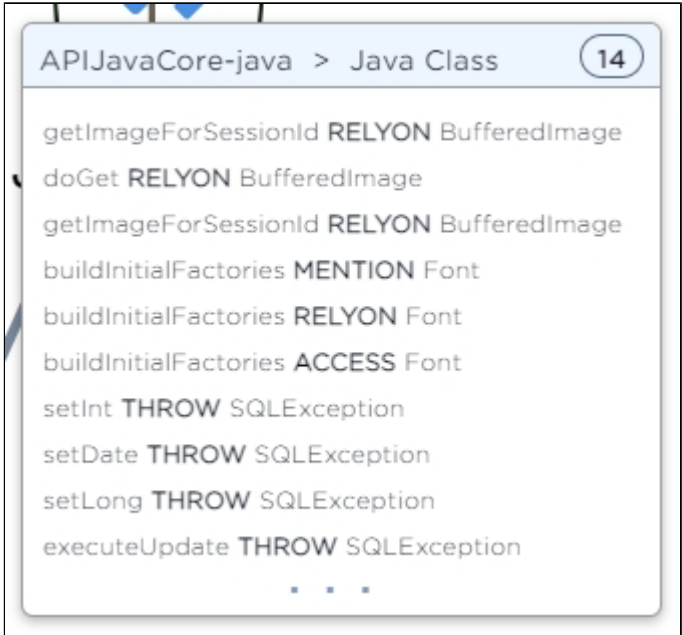 APIJavaCore-java > Java Class 14
getImageForSessionId RELYON BufferedImage
doGet RELYON BufferedImage
getImageForSessionId RELYON BufferedImage
buildInitialFactories MENTION Font
buildInitialFactories RELYON Font
buildInitialFactories ACCESS Font
setInt THROW SQLException
setDate THROW SQLException
setLong THROW SQLException
executeUpdate THROW SQLException
. . .